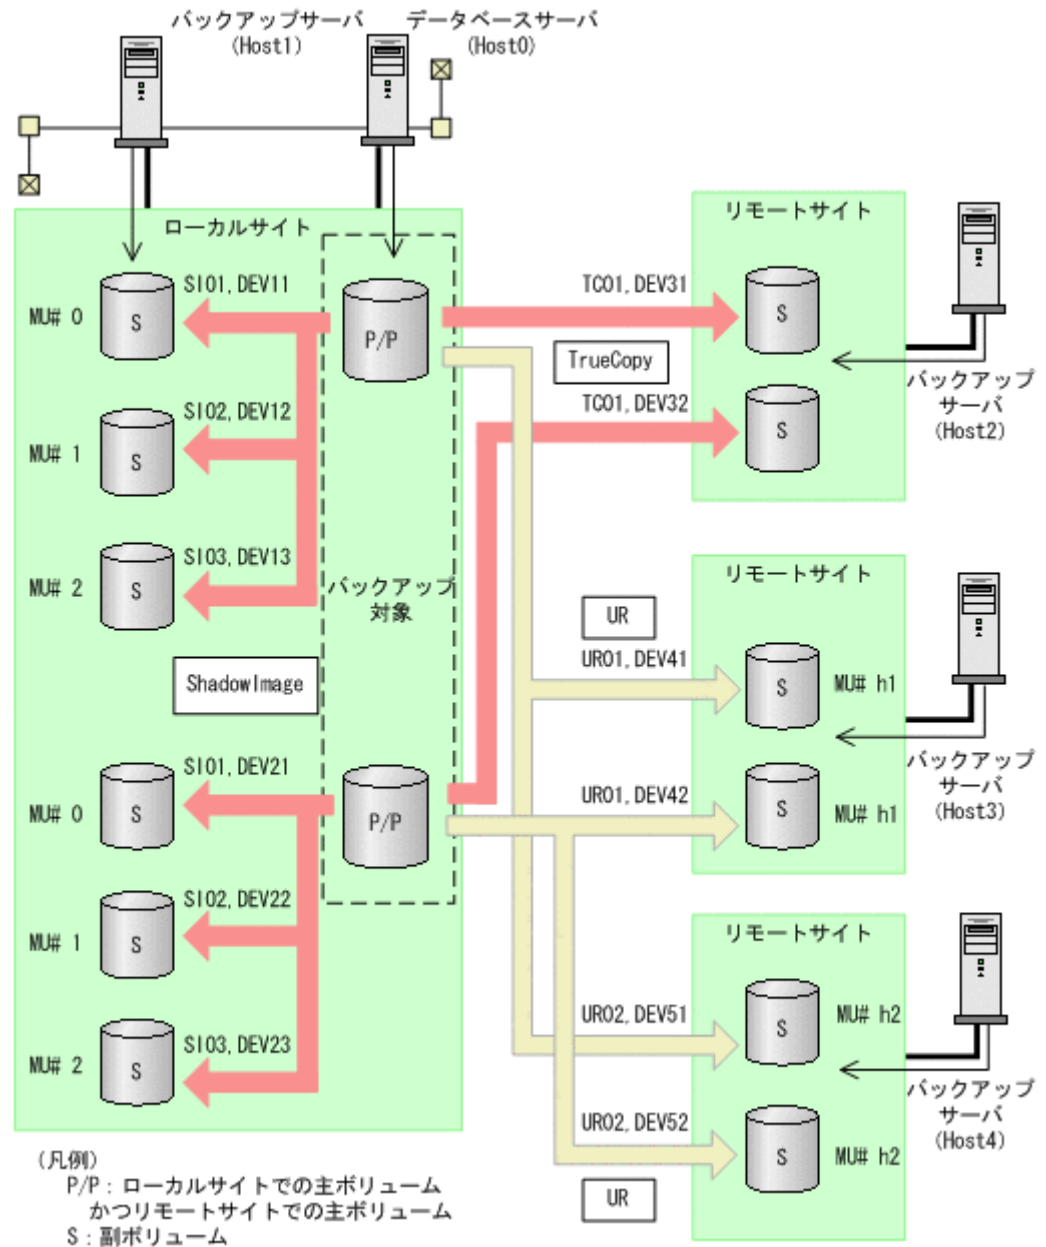 バックアップサーバ
(Host1)
データベースサーバ
(Host0)
ローカルサイト
MU# 0
S
SI01,DEV11
P/P
MU# 1
S
SI02,DEV12
MU# 2
S
SI03,DEV13
バックアップ
対象
ShadowImage
MU# 0
S
SI01,DEV21
P/P
MU# 1
S
SI02,DEV22
MU# 2
S
SI03,DEV23
TC01,DEV31
TrueCopy
TC01,DEV32
リモートサイト
S
S
バックアップ
サーバ
(Host2)
UR
UR01,DEV41
UR01,DEV42
リモートサイト
S
MU# h1
S
MU# h1
バックアップ
サーバ
(Host3)
UR02,DEV51
UR02,DEV52
UR
リモートサイト
S
MU# h2
S
MU# h2
バックアップ
サーバ
(Host4)
(凡例)
P/P:ローカルサイトでの主ボリューム
かつリモートサイトでの主ボリューム
S:副ボリューム